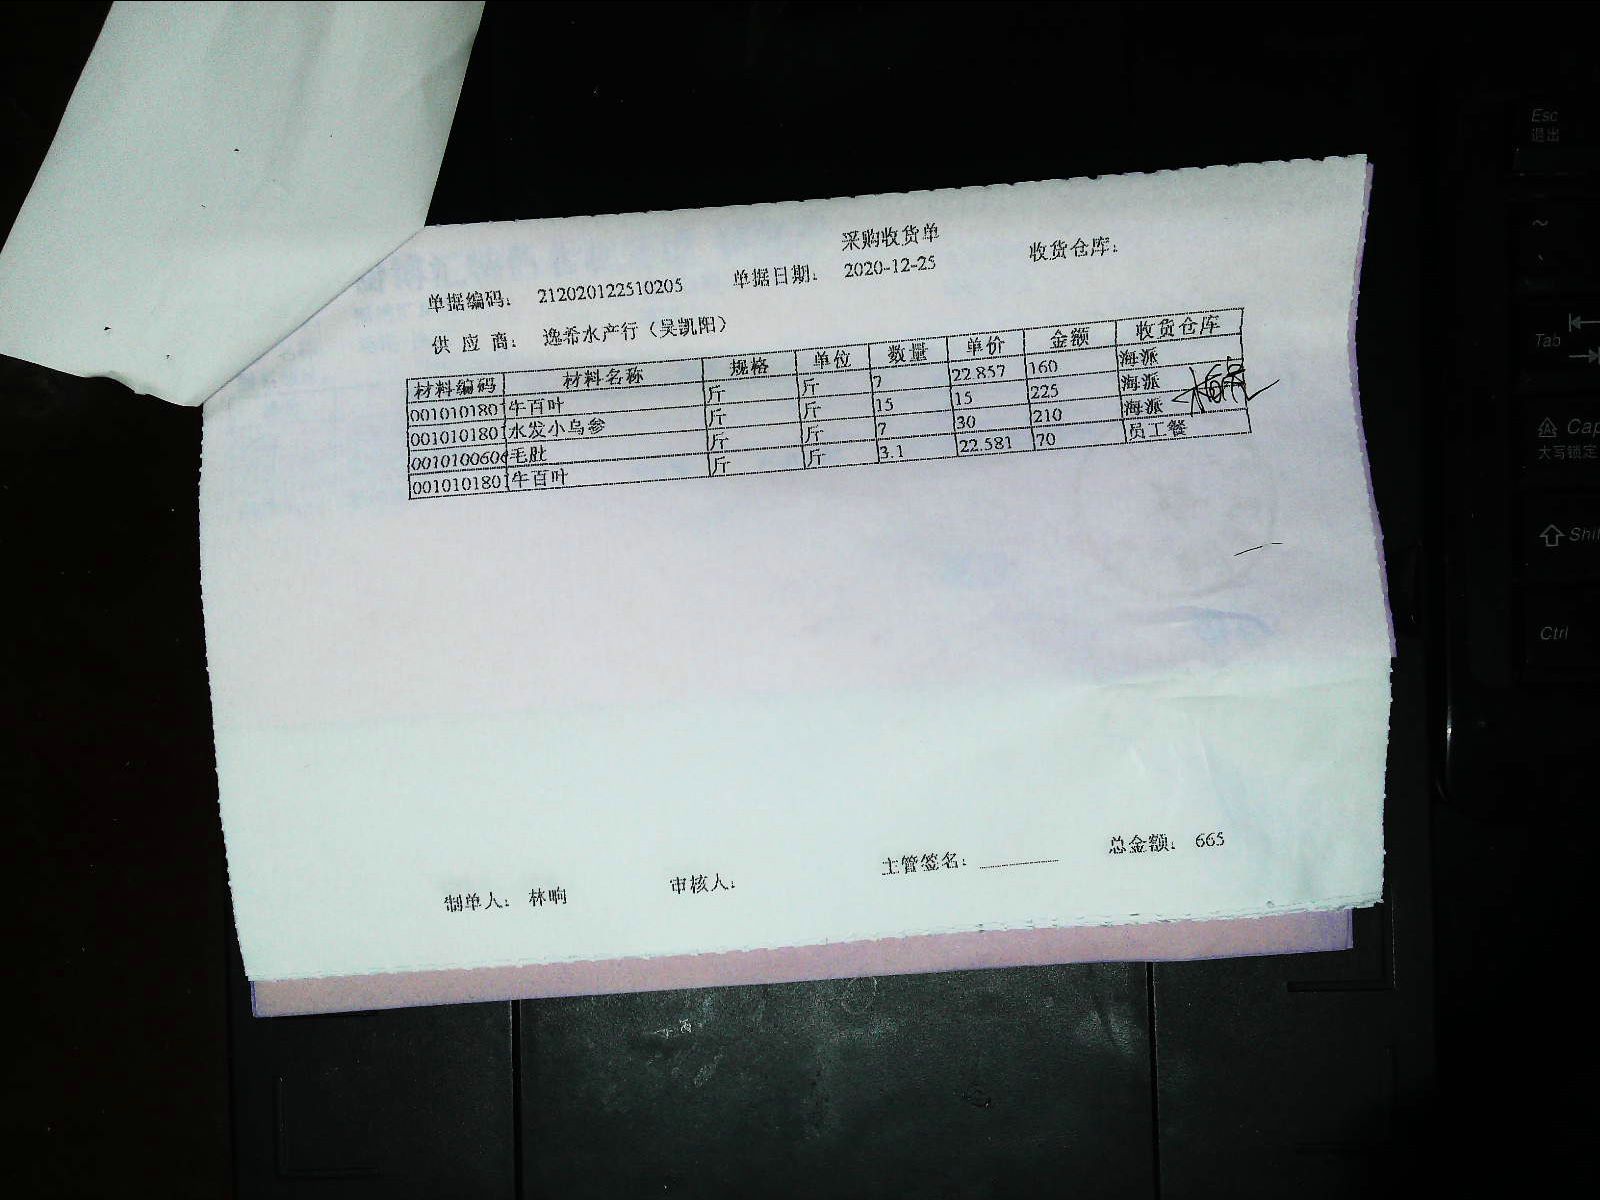 采购收货单
单据编码： 212020122510205 单据日期： 2020-12-25 收货仓库：
供 应 商： 逸希水产行（吴凯阳）
材料编码 材料名称 规格 单位 数量 单价 金额 收货仓库
001010180 牛百叶 斤 斤 7 22.857 160 海派
001010180 水发小乌参 斤 斤 15 15 225 海派
001010060 毛肚 斤 斤 7 30 210 海派
001010180 牛百叶 斤 斤 3.1 22.581 70 员工餐
制单人： 林响 审核人： 主管签名： 总金额： 665
Esc
退出
~
Tab
Cap
大写锁定
Shi
Ctrl